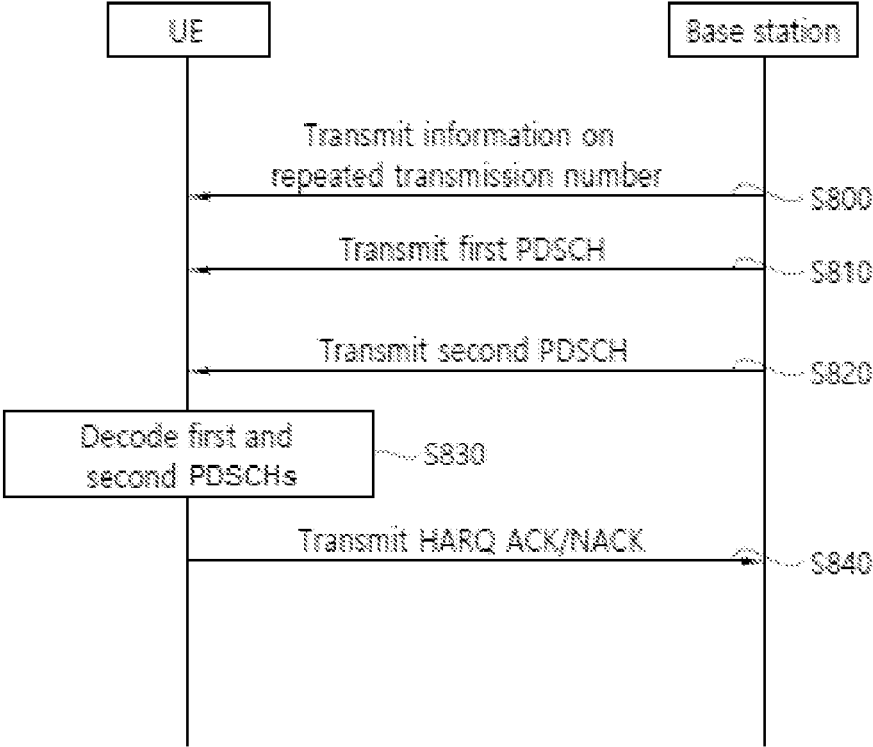 UE
Base station
Transmit information on
repeated transmission number
S800
Transmit first PDSCH
S810
Transmit second PDSCH
S820
Decode first and
second PDSCHs
S830
Transmit HARQ ACK/NACK
S840